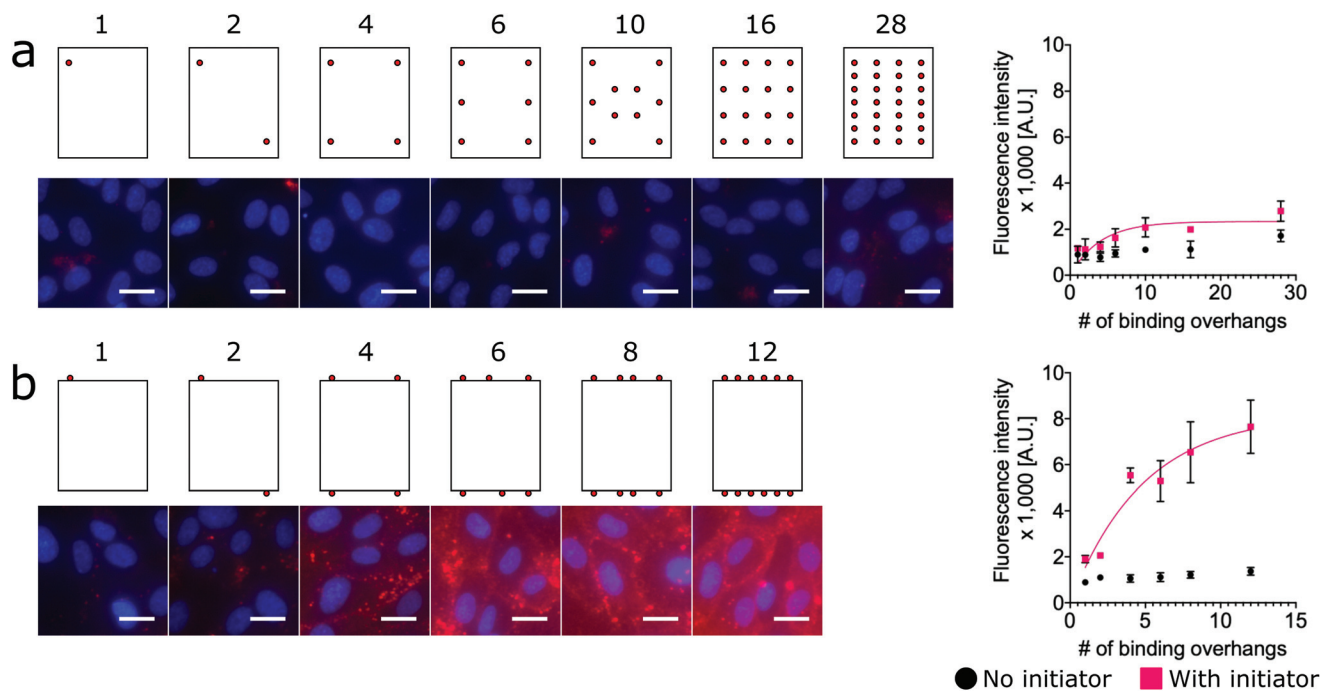 a
1 2 4 6 10 16 28
Fluorescence intensity
x 1,000 [A.U.]
10
8
6
4
2
0
0 10 20 30
# of binding overhangs
b
1 2 4 6 8 12
Fluorescence intensity
x 1,000 [A.U.]
10
8
6
4
2
0
0 5 10 15
# of binding overhangs
No initiator With initiator